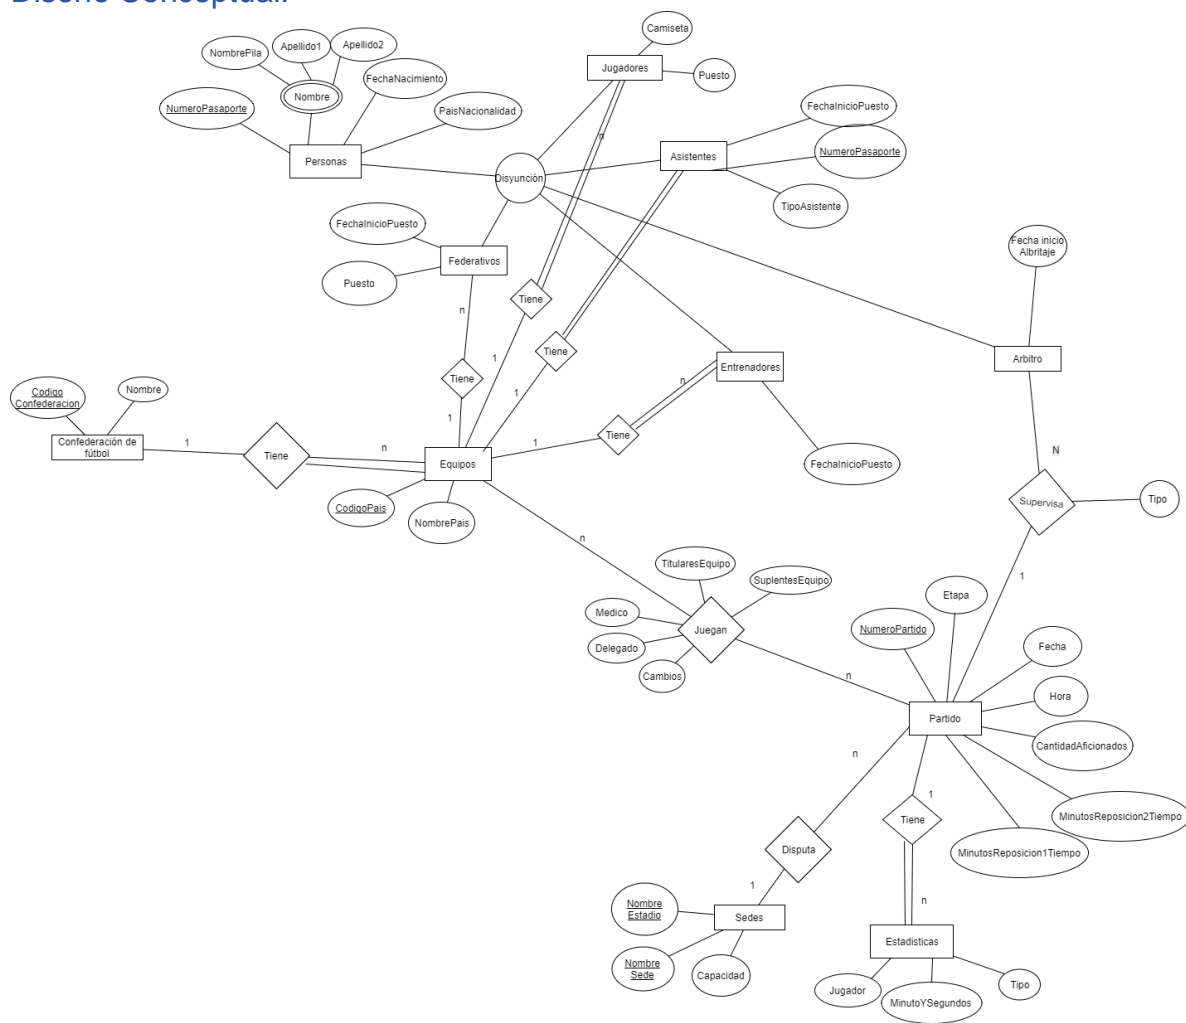 Diseño Conceptual:
Camiseta
Jugadores
Puesto
NombrePila
Apellido1
Apellido2
FechaNacimiento
Nombre
NumeroPasaporte
PaisNacionalidad
Personas
n
FechaInicioPuesto
Asistentes
NumeroPasaporte
TipoAsistente
Disyunción
FechaInicioPuesto
Federativos
Puesto
Fecha inicio
Albritaje
Arbitro
n
Tiene
1
Tiene
1
Tiene
1
Entrenadores
n
Tiene
1
FechaInicioPuesto
Codigo
Confederacion
Nombre
Confederación de
fútbol
1
Tiene
n
Equipos
CodigoPais
NombrePais
N
Supervisa
Tipo
1
n
TitularesEquipo
SuplentesEquipo
Medico
Juegan
Delegado
Cambios
n
Etapa
NumeroPartido
Fecha
Hora
Partido
CantidadAficionados
MinutosReposicion2Tiempo
MinutosReposicion1Tiempo
n
Disputa
1
1
Tiene
n
Nombre
Estadio
Sedes
Nombre
Sede
Capacidad
Estadisticas
Jugador
MinutoYSegundos
Tipo